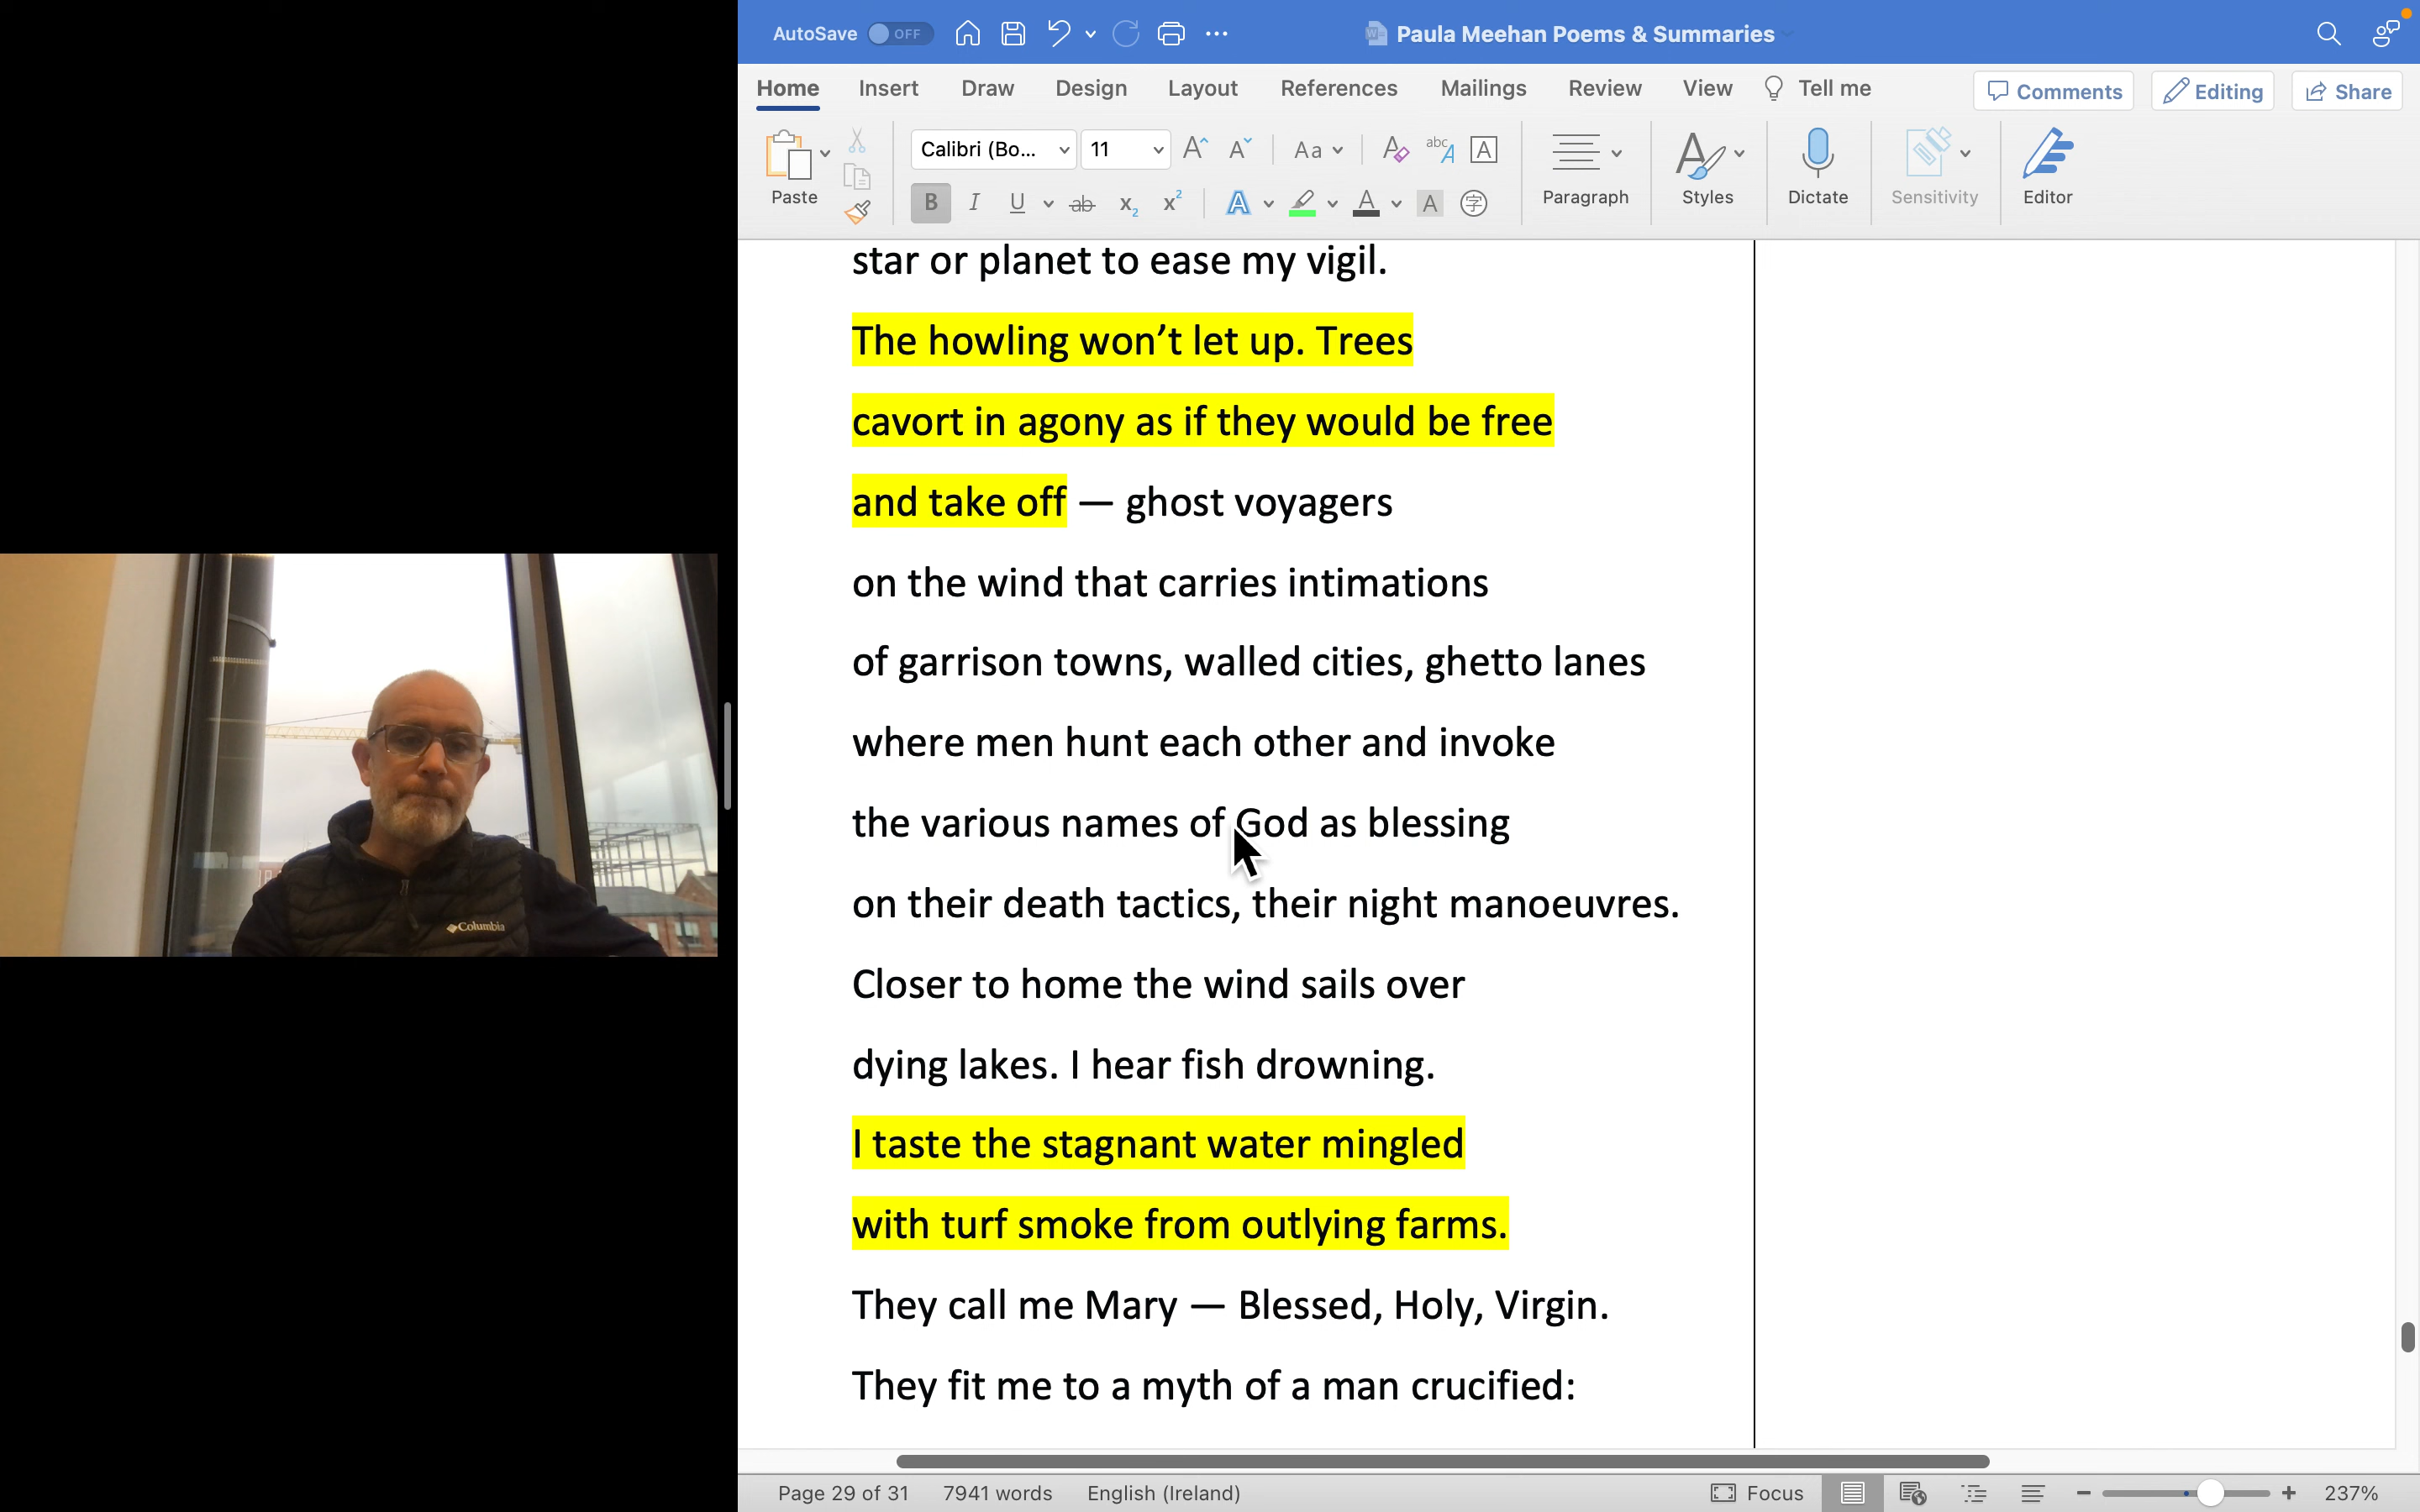 AutoSave OFF
Paula Meehan Poems & Summaries
Home Insert Draw Design Layout References Mailings Review View Tell me Comments Editing Share
Paste
Calibri (Bo... 11
Aa
abc A A
B I U ab x2 x2 A A A 字
Paragraph
Styles
Dictate
Sensitivity
Editor
star or planet to ease my vigil.
The howling won’t let up. Trees
cavort in agony as if they would be free
and take off — ghost voyagers
on the wind that carries intimations
of garrison towns, walled cities, ghetto lanes
where men hunt each other and invoke
the various names of God as blessing
on their death tactics, their night manoeuvres.
Closer to home the wind sails over
dying lakes. I hear fish drowning.
I taste the stagnant water mingled
with turf smoke from outlying farms.
They call me Mary — Blessed, Holy, Virgin.
They fit me to a myth of a man crucified:
Page 29 of 31 7941 words English (Ireland) Focus 237%
Columbia